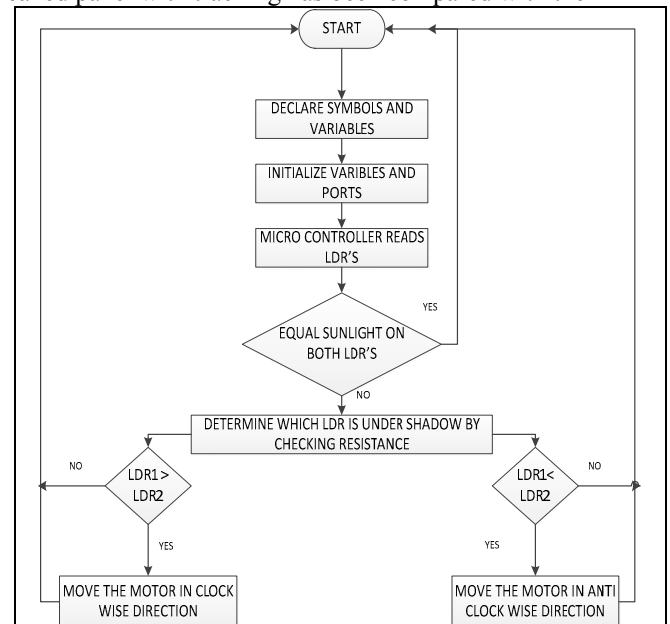 START
DECLARE SYMBOLS AND
VARIABLES
INITIALIZE VARIBLES AND
PORTS
MICRO CONTROLLER READS
LDR'S
YES
EQUAL SUNLIGHT ON
BOTH LDR'S
NO
DETERMINE WHICH LDR IS UNDER SHADOW BY
CHECKING RESISTANCE
NO
LDR1 >
LDR2
YES
LDR1<
LDR2
NO
YES
MOVE THE MOTOR IN CLOCK
WISE DIRECTION
MOVE THE MOTOR IN ANTI
CLOCK WISE DIRECTION